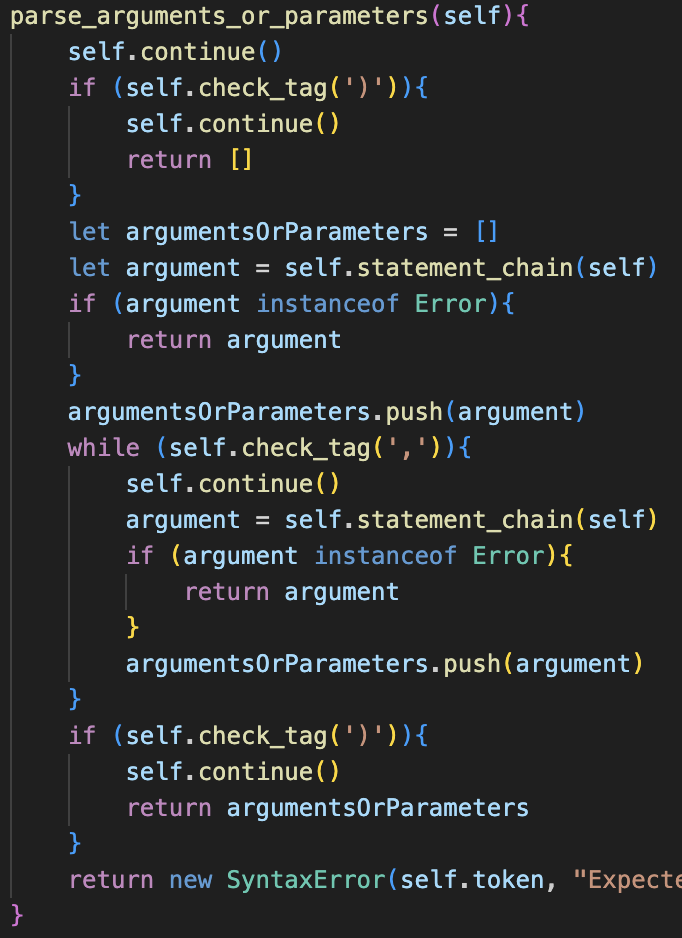 parse_arguments_or_parameters(self){
    self.continue()
    if (self.check_tag(')')){
        self.continue()
        return []
    }
    let argumentsOrParameters = []
    let argument = self.statement_chain(self)
    if (argument instanceof Error){
        return argument
    }
    argumentsOrParameters.push(argument)
    while (self.check_tag(',')){
        self.continue()
        argument = self.statement_chain(self)
        if (argument instanceof Error){
            return argument
        }
        argumentsOrParameters.push(argument)
    }
    if (self.check_tag(')')){
        self.continue()
        return argumentsOrParameters
    }
    return new SyntaxError(self.token, "Expecte
}